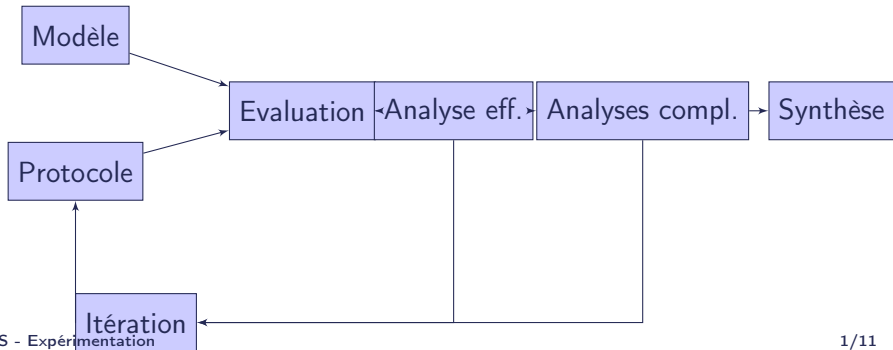 Modèle
Evaluation
Analyse eff.
Analyses compl.
Synthèse
Protocole
Itération
S - Expérimentation
1/11